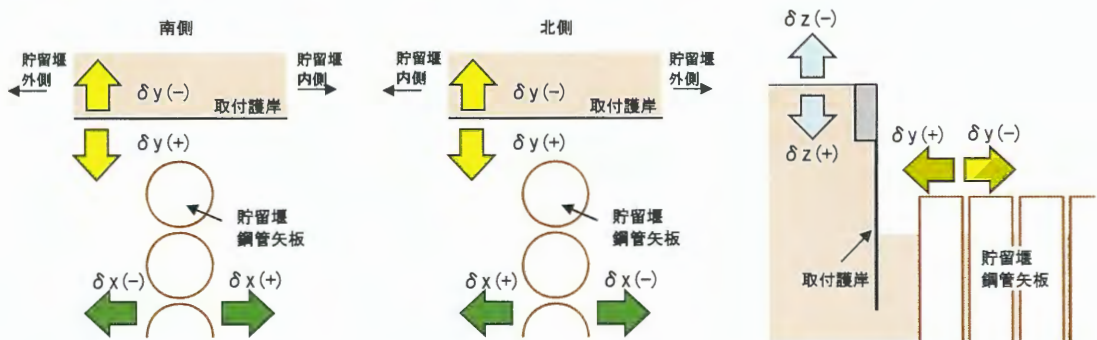 南側
貯留堰
外側
貯留堰
内側
δy(-)
取付護岸
δy(+)
貯留堰
鋼管矢板
δx(-)
δx(+)
北側
貯留堰
内側
貯留堰
外側
δy(-)
取付護岸
δy(+)
貯留堰
鋼管矢板
δx(+)
δx(-)
δz(-)
δz(+)
δy(+)
δy(-)
貯留堰
鋼管矢板
取付護岸